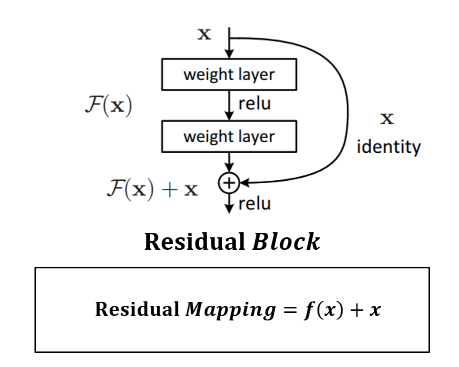 x
weight layer
F(x)
relu
weight layer
x
identity
F(x) + x
relu
Residual Block
Residual Mapping = f(x) + x